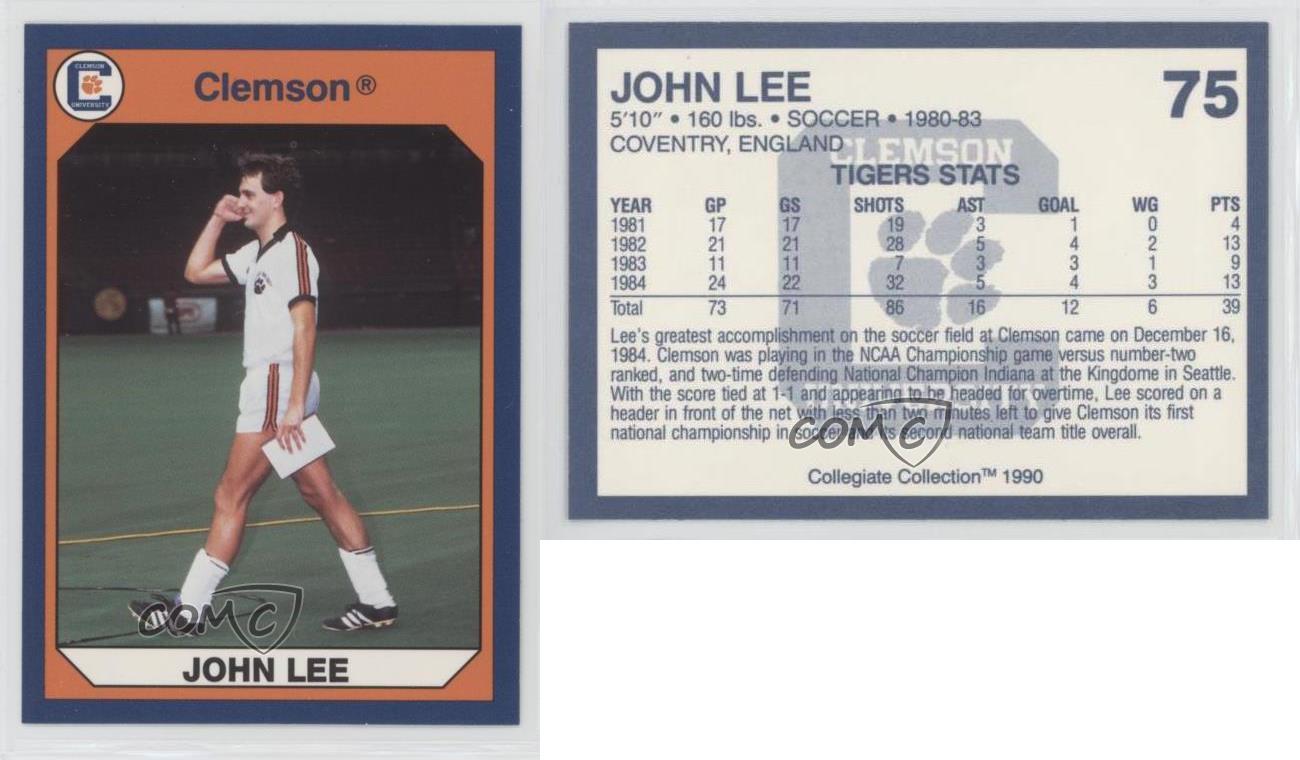 CLEMSON
UNIVERSITY
Clemson®
COMC
JOHN LEE
JOHN LEE
75
5'10" • 160 lbs. • SOCCER • 1980-83
COVENTRY, ENGLAND
CLEMSON
TIGERS STATS
YEAR GP GS SHOTS AST GOAL WG PTS
1981 17 17 19 3 1 0 4
1982 21 21 28 5 4 2 13
1983 11 11 7 3 3 1 9
1984 24 22 32 5 4 3 13
Total 73 71 86 16 12 6 39
Lee's greatest accomplishment on the soccer field at Clemson came on December 16,
1984. Clemson was playing in the NCAA Championship game versus number-two
ranked, and two-time defending National Champion Indiana at the Kingdome in Seattle.
With the score tied at 1-1 and appearing to be headed for overtime, Lee scored on a
header in front of the net with less than two minutes left to give Clemson its first
national championship in soccer and its second national team title overall.
UNIVERSITY
COMC
Collegiate Collection™ 1990